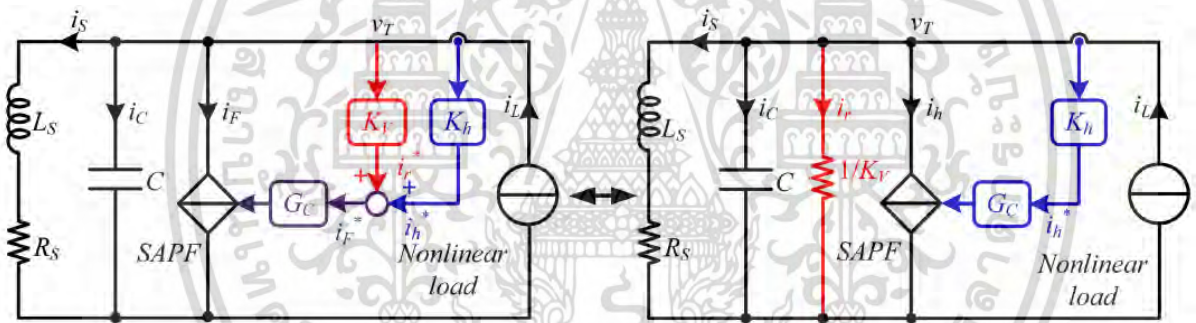 i_S
v_T
i_C
i_F
K_V
K_h
i_L
L_S
C
i_r^*
+
+
G_C
i_F^*
i_h^*
R_S
SAPF
Nonlinear
load
i_S
v_T
i_C
i_r
i_h
K_h
i_L
L_S
C
1/K_V
G_C
i_h^*
R_S
SAPF
Nonlinear
load